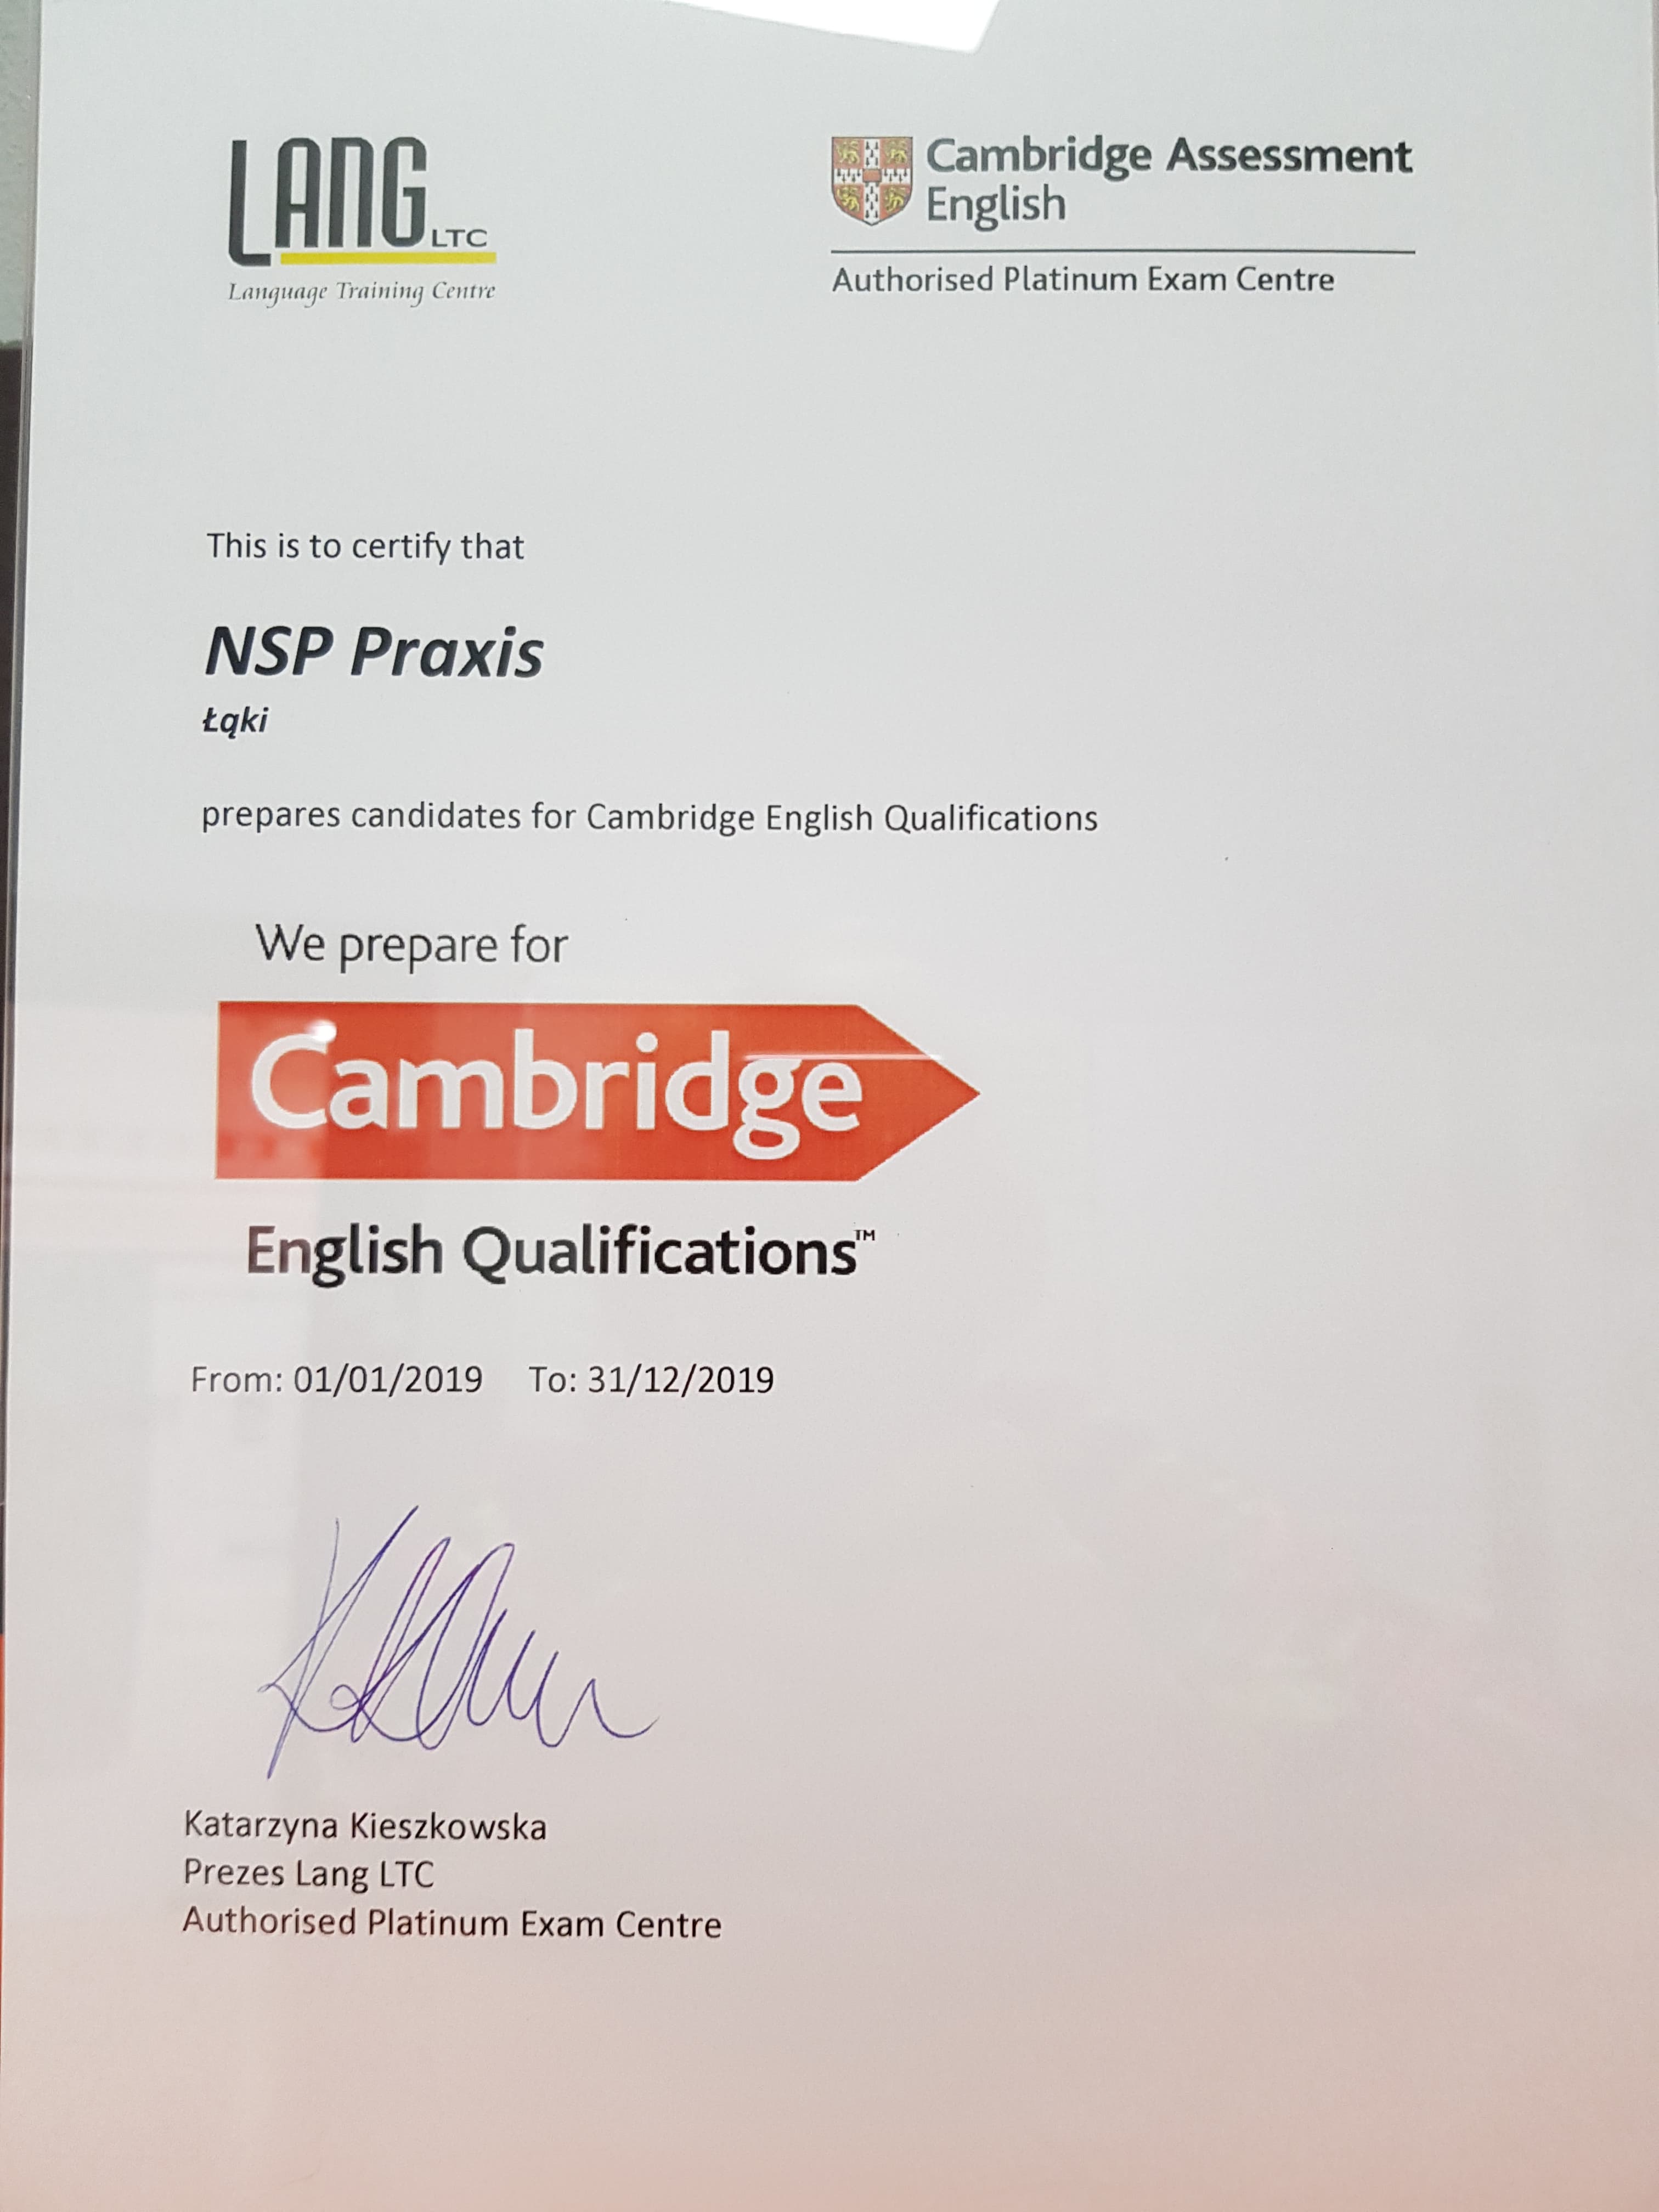 LANG LTC
Language Training Centre
Cambridge Assessment
English
Authorised Platinum Exam Centre
This is to certify that
NSP Praxis
Łąki
prepares candidates for Cambridge English Qualifications
We prepare for
Cambridge
English Qualifications™
From: 01/01/2019 To: 31/12/2019
Katarzyna Kieszkowska
Prezes Lang LTC
Authorised Platinum Exam Centre